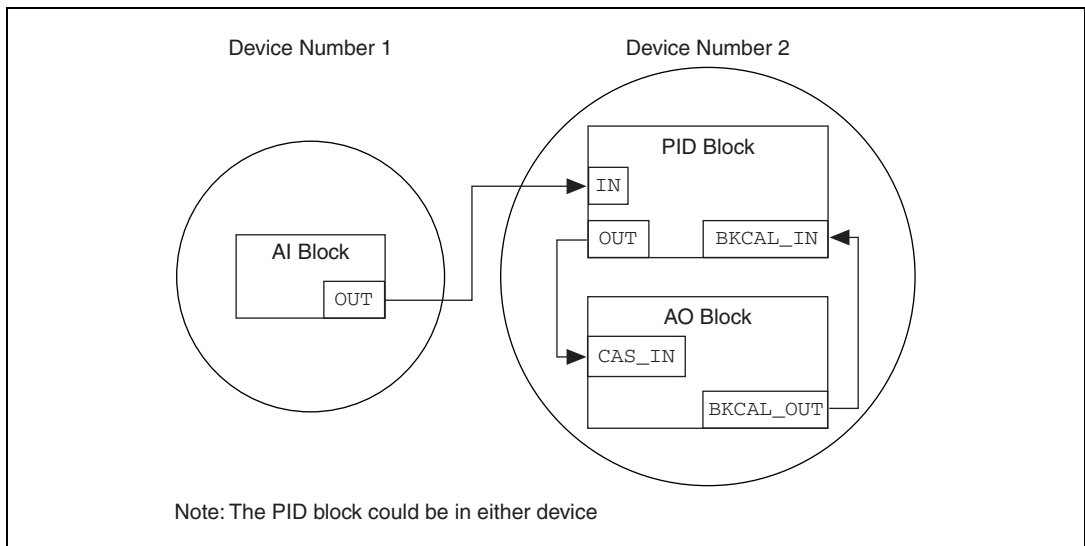 Device Number 1
Device Number 2
AI Block
OUT
PID Block
IN
OUT
BKCAL_IN
AO Block
CAS_IN
BKCAL_OUT
Note: The PID block could be in either device